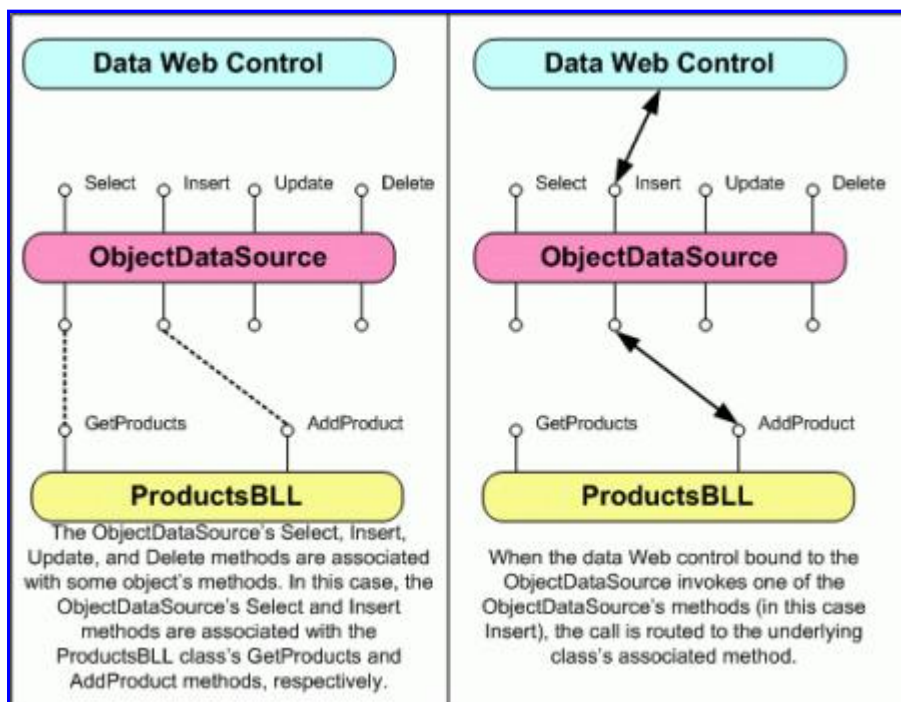 Data Web Control
Select Insert Update Delete
ObjectDataSource
GetProducts AddProduct
ProductsBLL
The ObjectDataSource's Select, Insert,
Update, and Delete methods are associated
with some object's methods. In this case, the
ObjectDataSource's Select and Insert
methods are associated with the
ProductsBLL class's GetProducts and
AddProduct methods, respectively.
Data Web Control
Select Insert Update Delete
ObjectDataSource
GetProducts AddProduct
ProductsBLL
When the data Web control bound to the
ObjectDataSource invokes one of the
ObjectDataSource's methods (in this case
Insert), the call is routed to the underlying
class's associated method.